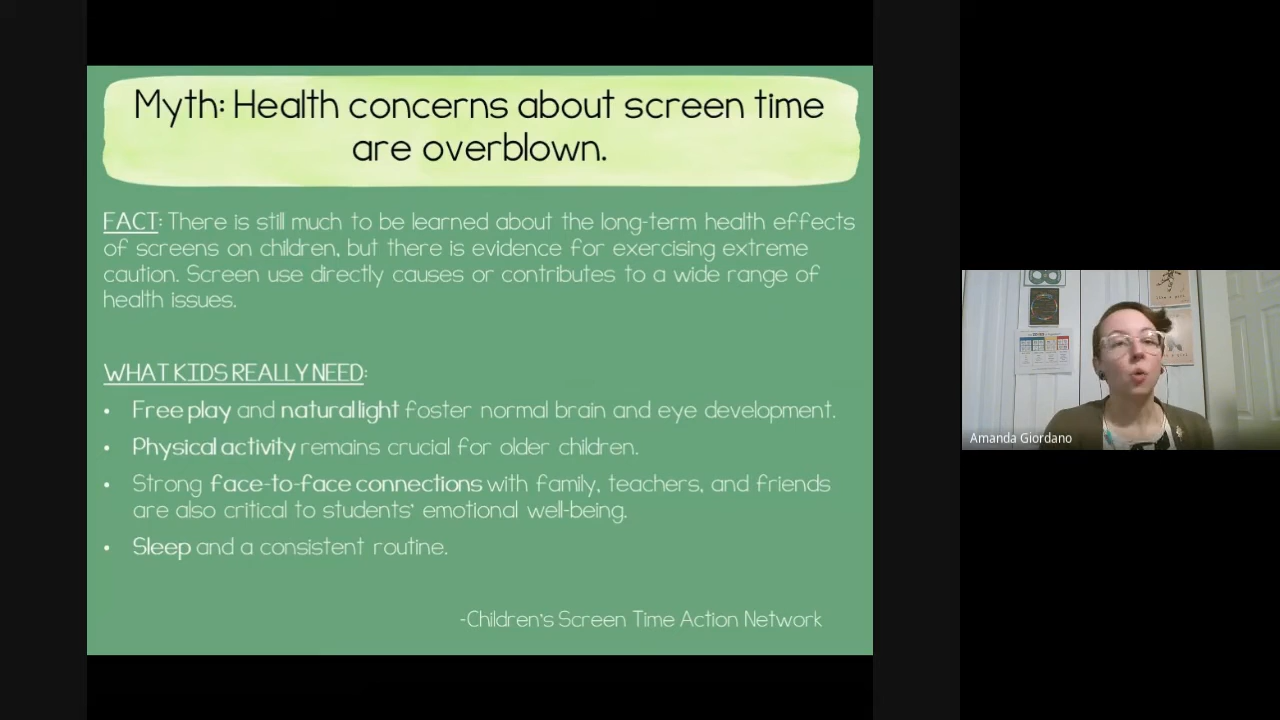 Myth: Health concerns about screen time
are overblown.
FACT: There is still much to be learned about the long-term health effects
of screens on children, but there is evidence for exercising extreme
caution. Screen use directly causes or contributes to a wide range of
health issues.
WHAT KIDS REALLY NEED:
• Free play and natural light foster normal brain and eye development.
• Physical activity remains crucial for older children.
• Strong face-to-face connections with family, teachers, and friends
are also critical to students' emotional well-being.
• Sleep and a consistent routine.
-Children's Screen Time Action Network
Amanda Giordano